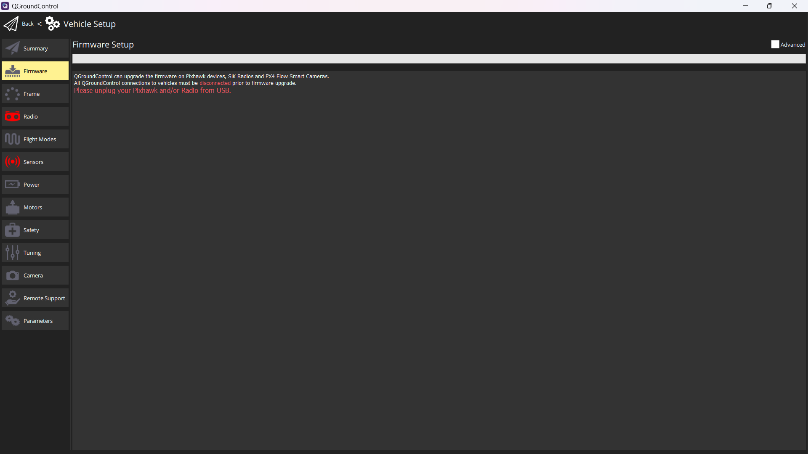 QGroundControl
Back < Vehicle Setup
Summary
Firmware
Frame
Radio
Flight Modes
Sensors
Power
Motors
Safety
Tuning
Camera
Remote Support
Parameters
Firmware Setup
Advanced
QGroundControl can upgrade the firmware on Pixhawk devices, SiK Radios and PX4 Flow Smart Cameras.
All QGroundControl connections to vehicles must be disconnected prior to firmware upgrade.
Please unplug your Pixhawk and/or Radio from USB.